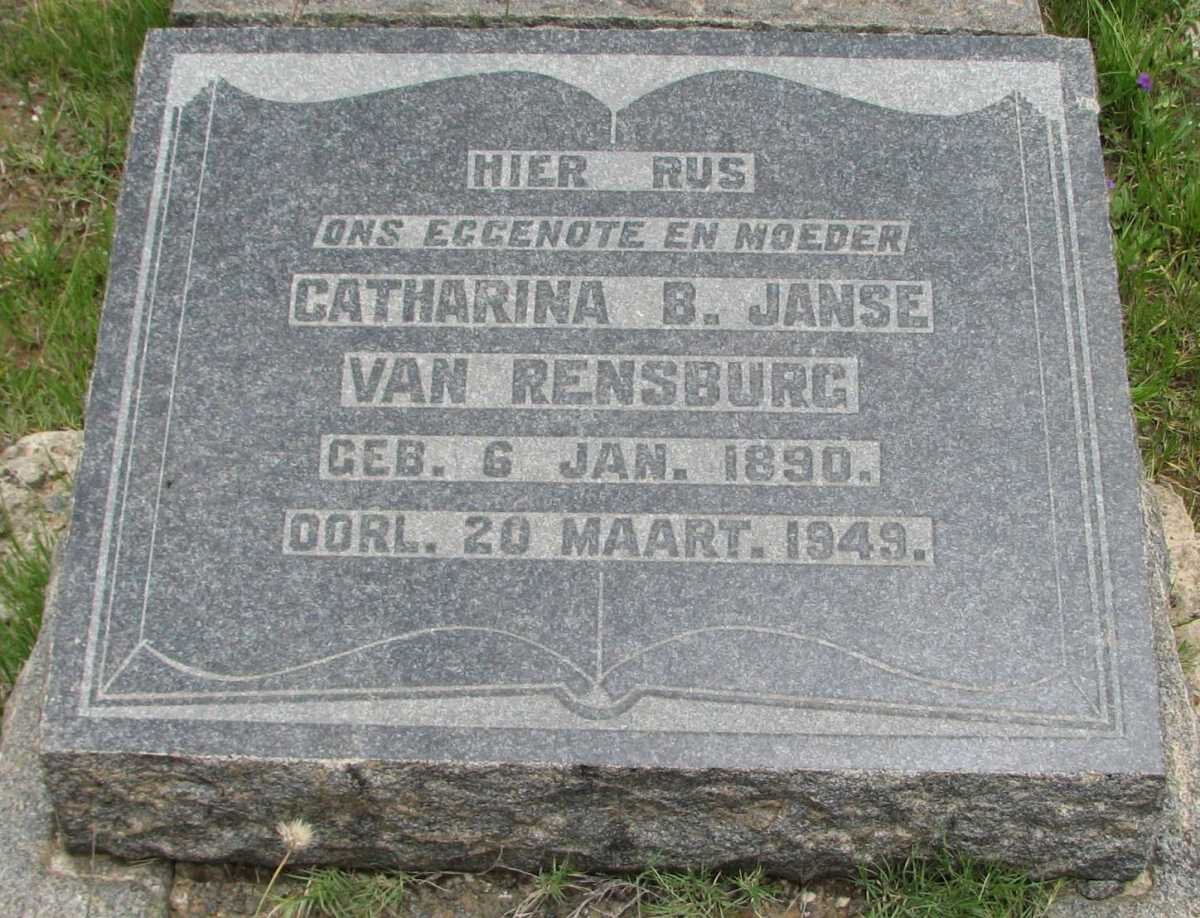 HIER RUS
ONS EGGENOTE EN MOEDER
CATHARINA B. JANSE
VAN RENSBURG
GEB. 6 JAN. 1890.
OORL. 20 MAART. 1949.